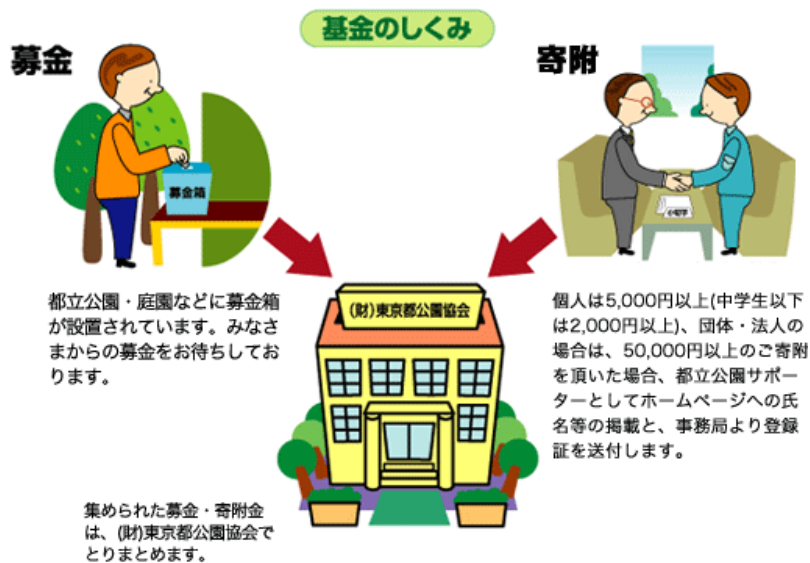 基金のしくみ
募金
寄附
募金箱
小切手
都立公園・庭園などに募金箱
が設置されています。みなさ
まからの募金をお待ちしてお
ります。
個人は5,000円以上(中学生以下
は2,000円以上)、団体・法人の
場合は、50,000円以上のご寄附
を頂いた場合、都立公園サポー
ターとしてホームページへの氏
名等の掲載と、事務局より登録
証を送付します。
(財)東京都公園協会
集められた募金・寄附金
は、(財)東京都公園協会で
とりまとめます。